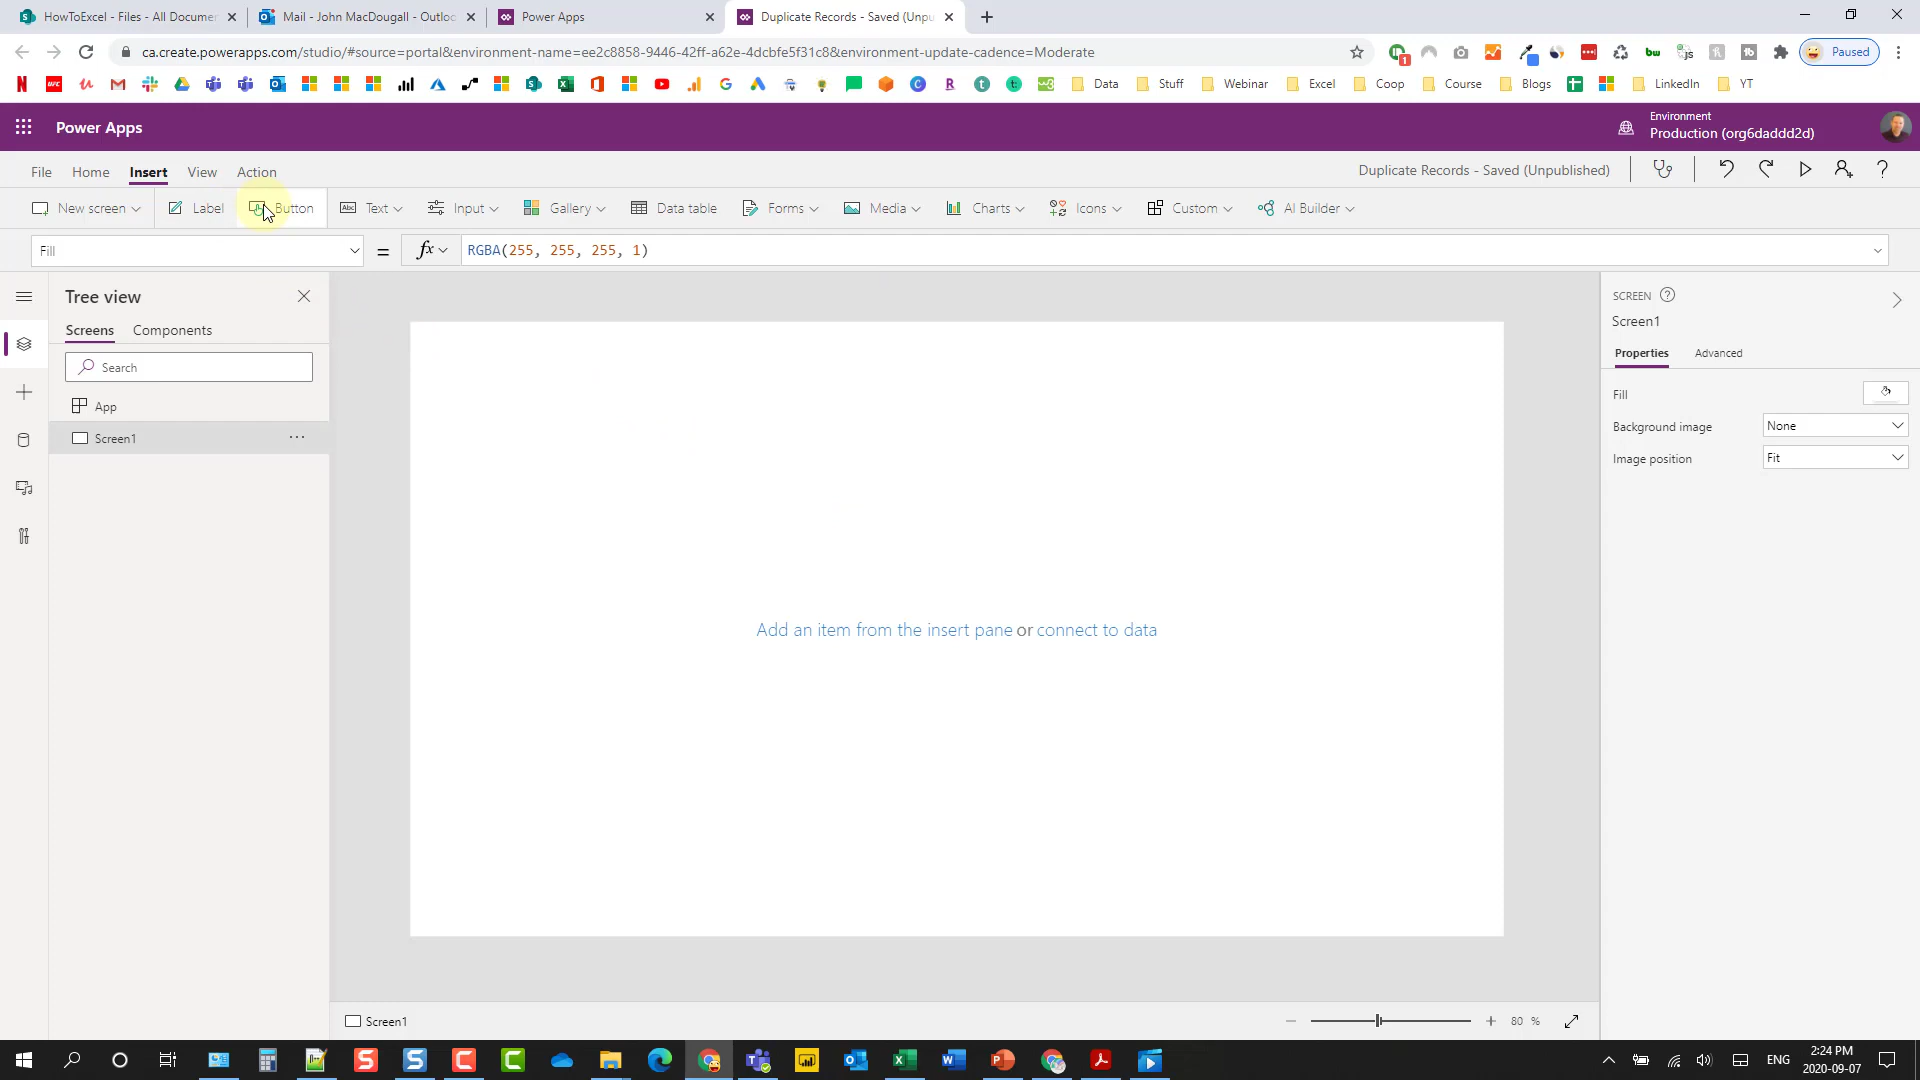 HowToExcel - Files - All Documen
Mail - John MacDougall - Outloo
Power Apps
Duplicate Records - Saved (Unpu
ca.create.powerapps.com/studio/#source=portal&environment-name=ee2c8858-9446-42ff-a62e-4dcbfe5f31c8&environment-update-cadence=Moderate
Paused
Data
Stuff
Webinar
Excel
Coop
Course
Blogs
LinkedIn
YT
Power Apps
Environment
Production (org6daddd2d)
File
Home
Insert
View
Action
Duplicate Records - Saved (Unpublished)
New screen
Label
Button
Text
Input
Gallery
Data table
Forms
Media
Charts
Icons
Custom
AI Builder
Fill
=
fx
RGBA(255, 255, 255, 1)
Tree view
Screens
Components
Search
App
Screen1
Add an item from the insert pane or connect to data
SCREEN
Screen1
Properties
Advanced
Fill
Background image
None
Image position
Fit
Screen1
80 %
ENG
2:24 PM
2020-09-07